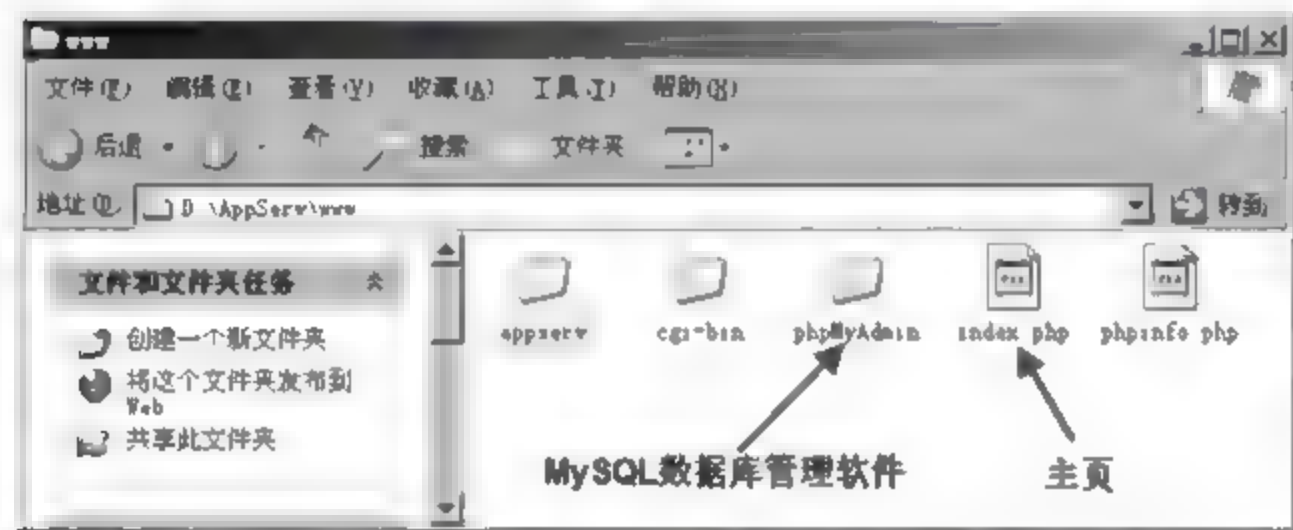 www
文件(F) 编辑(E) 查看(V) 收藏(A) 工具(T) 帮助(H)
后退 搜索 文件夹
地址(D) D:\AppServ\www 转到
文件和文件夹任务
创建一个新文件夹
将这个文件夹发布到
Web
共享此文件夹
appserv cgi-bin phpMyAdmin index.php phpinfo.php
MySQL数据库管理软件 主页